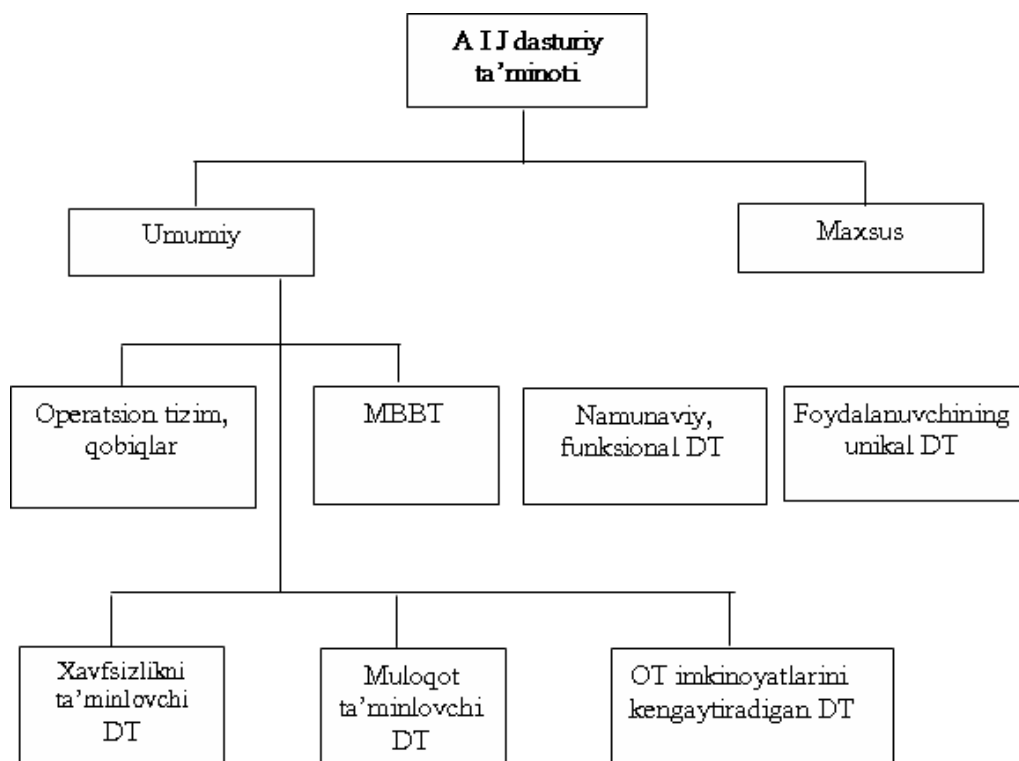 A I J dasturiy
ta’minoti
Umumiy
Maxsus
Operatsion tizim,
qobiqlar
MBBT
Namunaviy,
funksional DT
Foydalanuvchining
unikal DT
Xavfsizlikni
ta’minlovchi
DT
Muloqot
ta’minlovchi
DT
OT imkinoyatlarini
kengaytiradigan DT